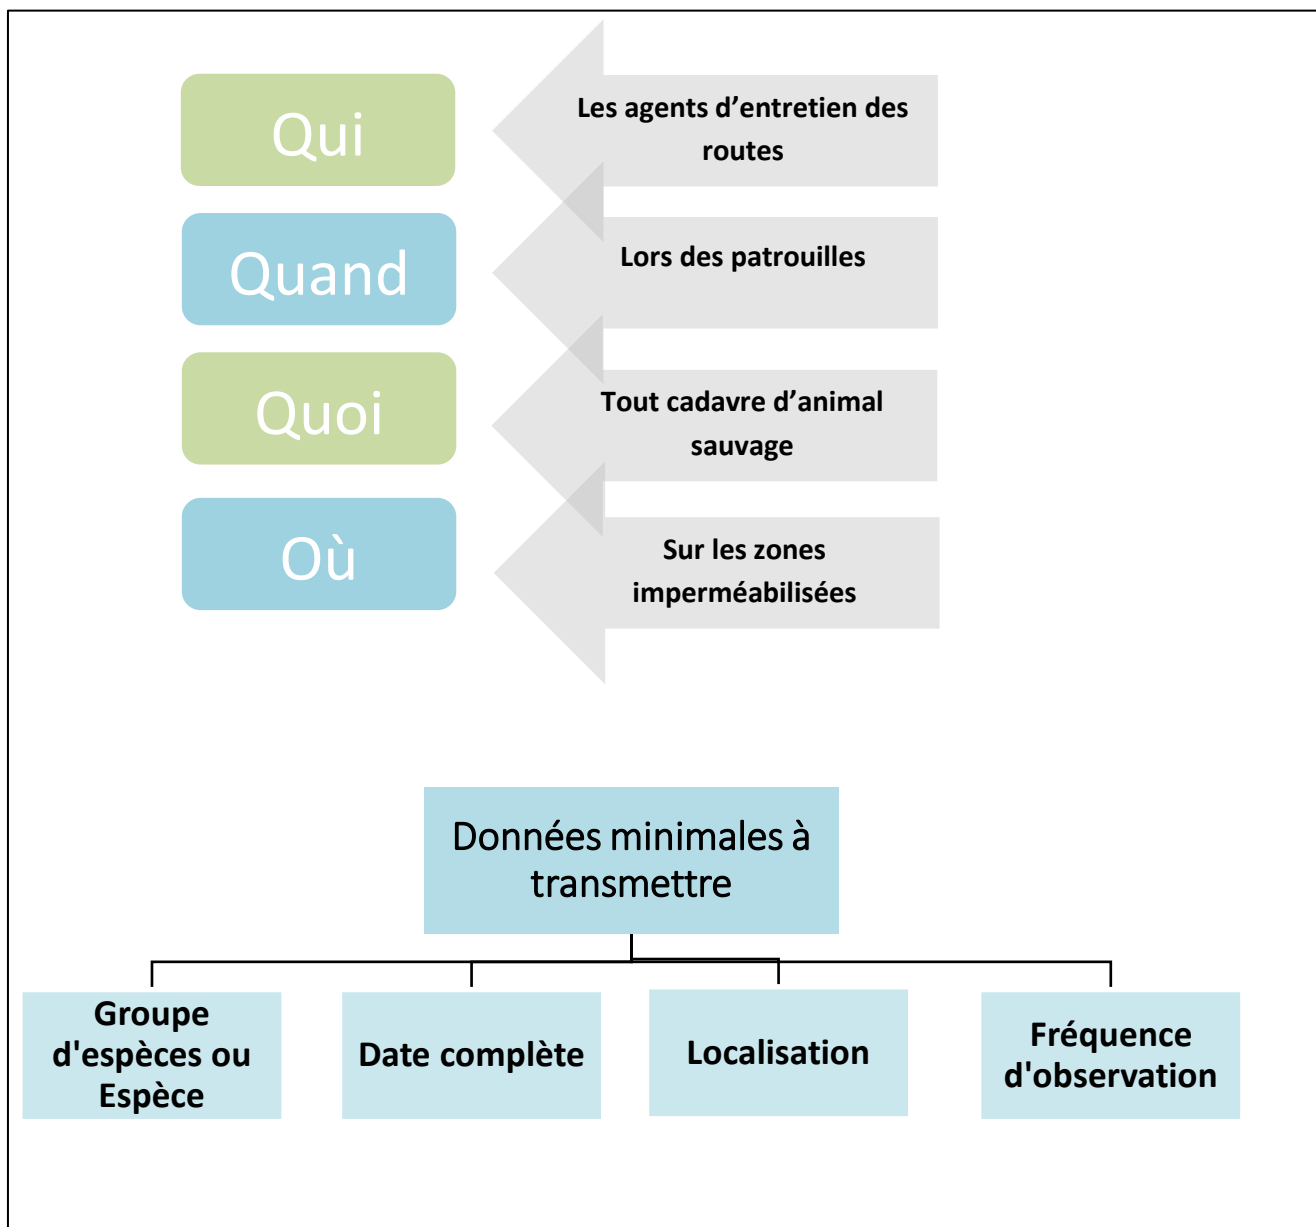 Qui
Les agents d’entretien des
routes
Quand
Lors des patrouilles
Quoi
Tout cadavre d’animal
sauvage
Où
Sur les zones
imperméabilisées
Données minimales à
transmettre
Groupe
d'espèces ou
Espèce
Date complète
Localisation
Fréquence
d'observation